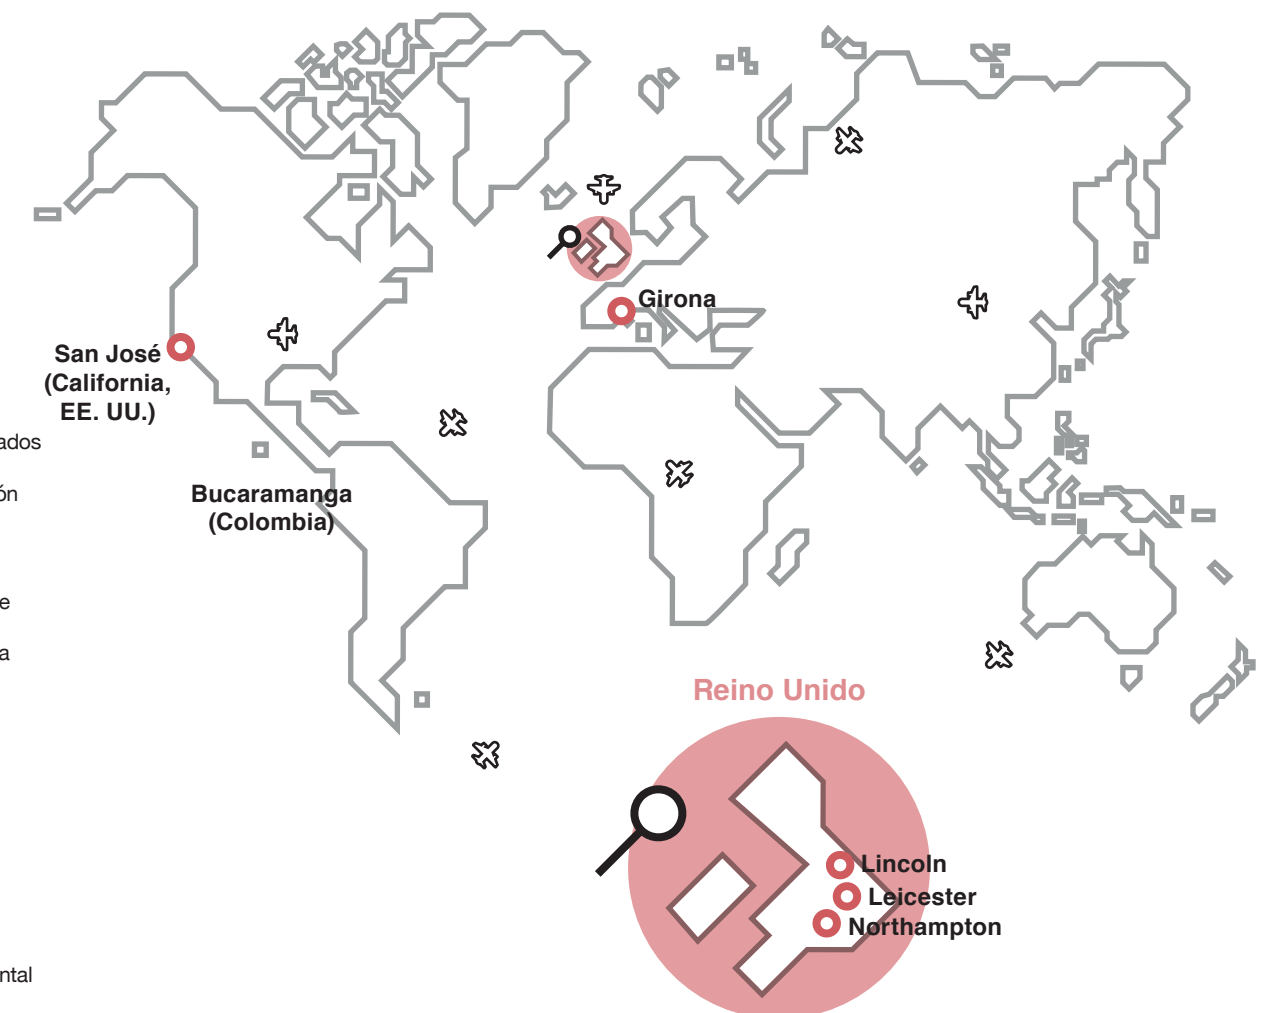 Girona
San José
(California,
EE. UU.)
Bucaramanga
(Colombia)
Reino Unido
Lincoln
Leicester
Northampton